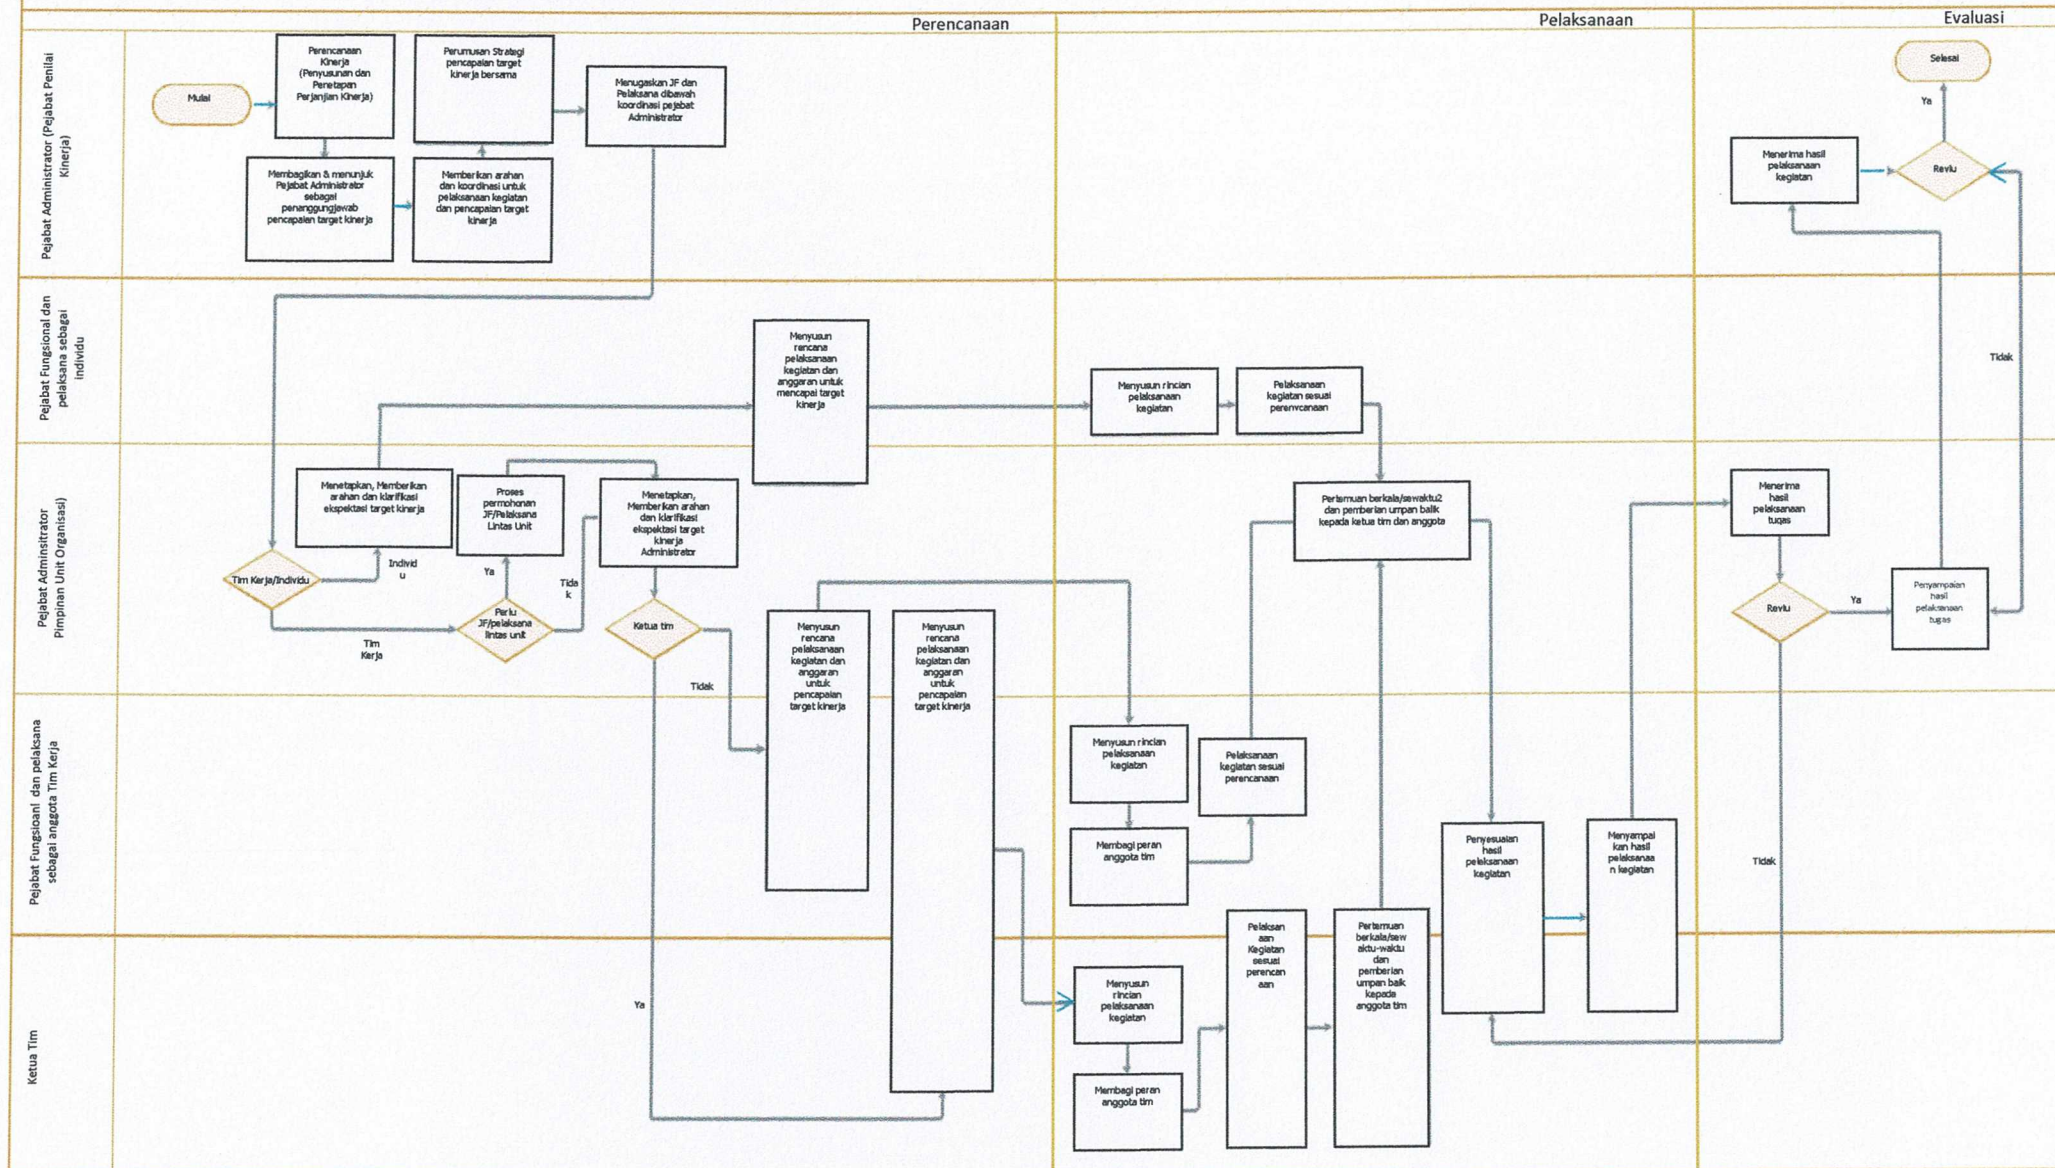 Perencanaan
Pelaksanaan
Evaluasi
Pejabat Administrator (Pejabat Penilai
Kinerja)
Mulai
Perencanaan
Kinerja
(Penyusunan dan
Penetapan
Perjanjian Kinerja)
Perumusan Strategi
pencapaian target
kinerja bersama
Menugaskan JF dan
Pelaksana dibawah
koordinasi pejabat
Administrator
Membagikan & menunjuk
Pejabat Administrator
sebagai
penanggungjawab
pencapaian target kinerja
Memberikan arahan
dan koordinasi untuk
pelaksanaan kegiatan
dan pencapaian target
kinerja
Selesai
Ya
Menerima hasil
pelaksanaan
kegiatan
Reviu
Tidak
Pejabat Fungsional dan
pelaksana sebagai
individu
Menyusun
rencana
pelaksanaan
kegiatan dan
anggaran untuk
mencapai target
kinerja
Menyusun rincian
pelaksanaan
kegiatan
Pelaksanaan
kegiatan sesuai
perenvcanaan
Pejabat Adminsitrator
Pimpinan Unit Organisasi)
Tim Kerja/Individu
Individ
u
Tim
Kerja
Menetapkan, Memberikan
arahan dan klarifikasi
ekspektasi target kinerja
Proses
permohonan
JF/Pelaksana
Lintas Unit
Ya
Perlu
JF/pelaksana
lintas unit
Tida
k
Menetapkan,
Memberikan arahan
dan klarifikasi
ekspektasi target
kinerja
Administrator
Ketua tim
Tidak
Ya
Menyusun
rencana
pelaksanaan
kegiatan dan
anggaran
untuk
pencapaian
target kinerja
Menyusun
rencana
pelaksanaan
kegiatan dan
anggaran
untuk
pencapaian
target kinerja
Pertemuan berkala/sewaktu2
dan pemberian umpan balik
kepada ketua tim dan anggota
Menerima
hasil
pelaksanaan
tugas
Reviu
Ya
Penyampaian
hasil
pelaksanaan
tugas
Tidak
Pejabat Fungsioanl dan pelaksana
sebagai anggota Tim Kerja
Menyusun rincian
pelaksanaan
kegiatan
Pelaksanaan
kegiatan sesuai
perencanaan
Membagi peran
anggota tim
Penyesuaian
hasil
pelaksanaan
kegiatan
Menyampai
kan hasil
pelaksanaa
n kegiatan
Ketua Tim
Menyusun
rincian
pelaksanaan
kegiatan
Membagi peran
anggota tim
Pelaksan
aan
Kegiatan
sesuai
perencan
aan
Pertemuan
berkala/sew
aktu-waktu
dan
pemberian
umpan baik
kepada
anggota tim